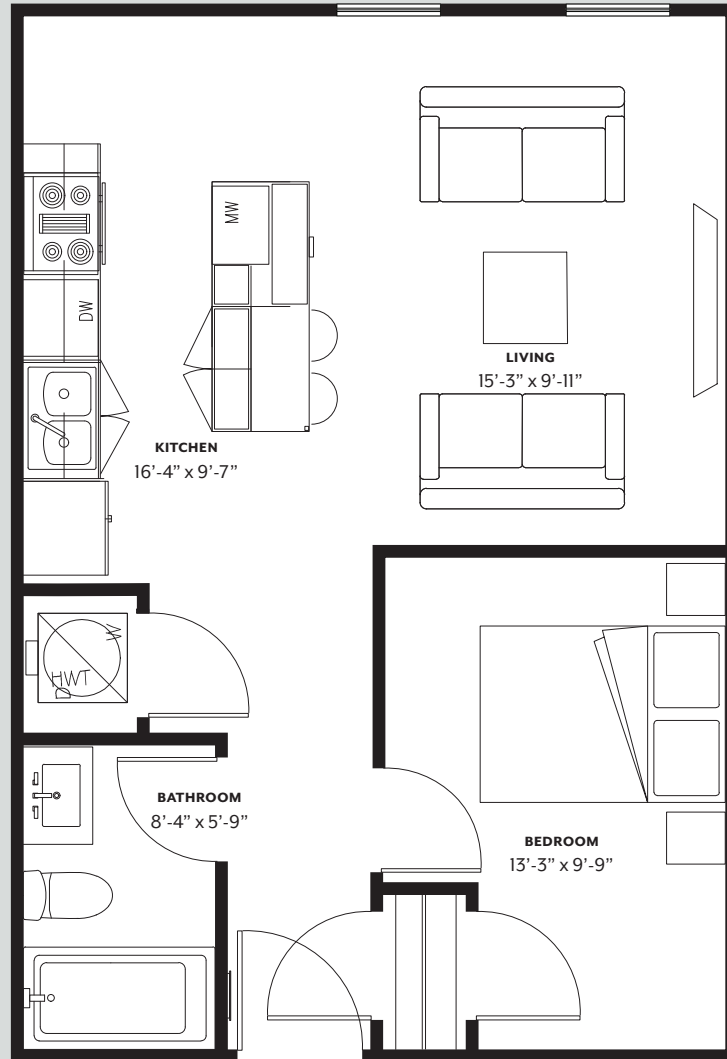 MW
DW
LIVING
15'-3” x 9'-11”
KITCHEN
16'-4” x 9'-7”
W
HWT
D
BATHROOM
8'-4” x 5'-9”
BEDROOM
13'-3” x 9'-9”